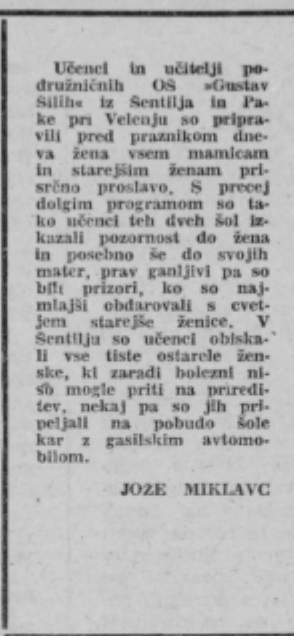 Učenci in učitelji po-
družničnih OŠ »Gustav
Šilih« iz Šentilja in Pa-
ke pri Velenju so pripra-
vili pred praznikom dne-
va žena vsem mamicam
in starejšim ženam pri-
srčno proslavo. S precej
dolgim programom so ta-
ko učenci teh dveh šol iz-
kazali pozornost do žena
in posebno še do svojih
mater, prav ganljivi pa so
bili prizori, ko so naj-
mlajši obdarovali s cvet-
jem starejše ženice. V
Šentilju so učenci obiska-
li vse tiste ostarele žen-
ske, ki zaradi bolezni ni-
so mogle priti na priredi-
tev, nekaj pa so jih pri-
peljali na pobudo šole
kar z gasilskim avtomo-
bilom.
JOŽE MIKLAVC